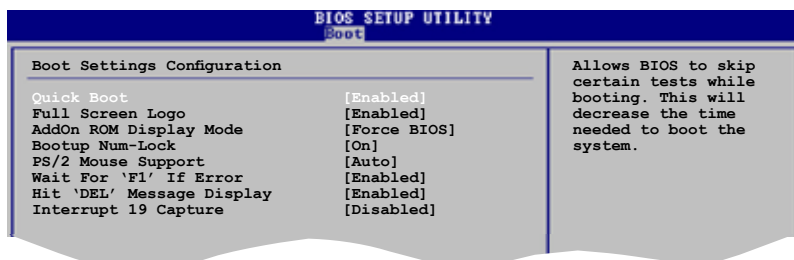 BIOS SETUP UTILITY
Boot
Boot Settings Configuration
Quick Boot [Enabled]
Full Screen Logo [Enabled]
AddOn ROM Display Mode [Force BIOS]
Bootup Num-Lock [On]
PS/2 Mouse Support [Auto]
Wait For ‘F1’ If Error [Enabled]
Hit ‘DEL’ Message Display [Enabled]
Interrupt 19 Capture [Disabled]
Allows BIOS to skip
certain tests while
booting. This will
decrease the time
needed to boot the
system.